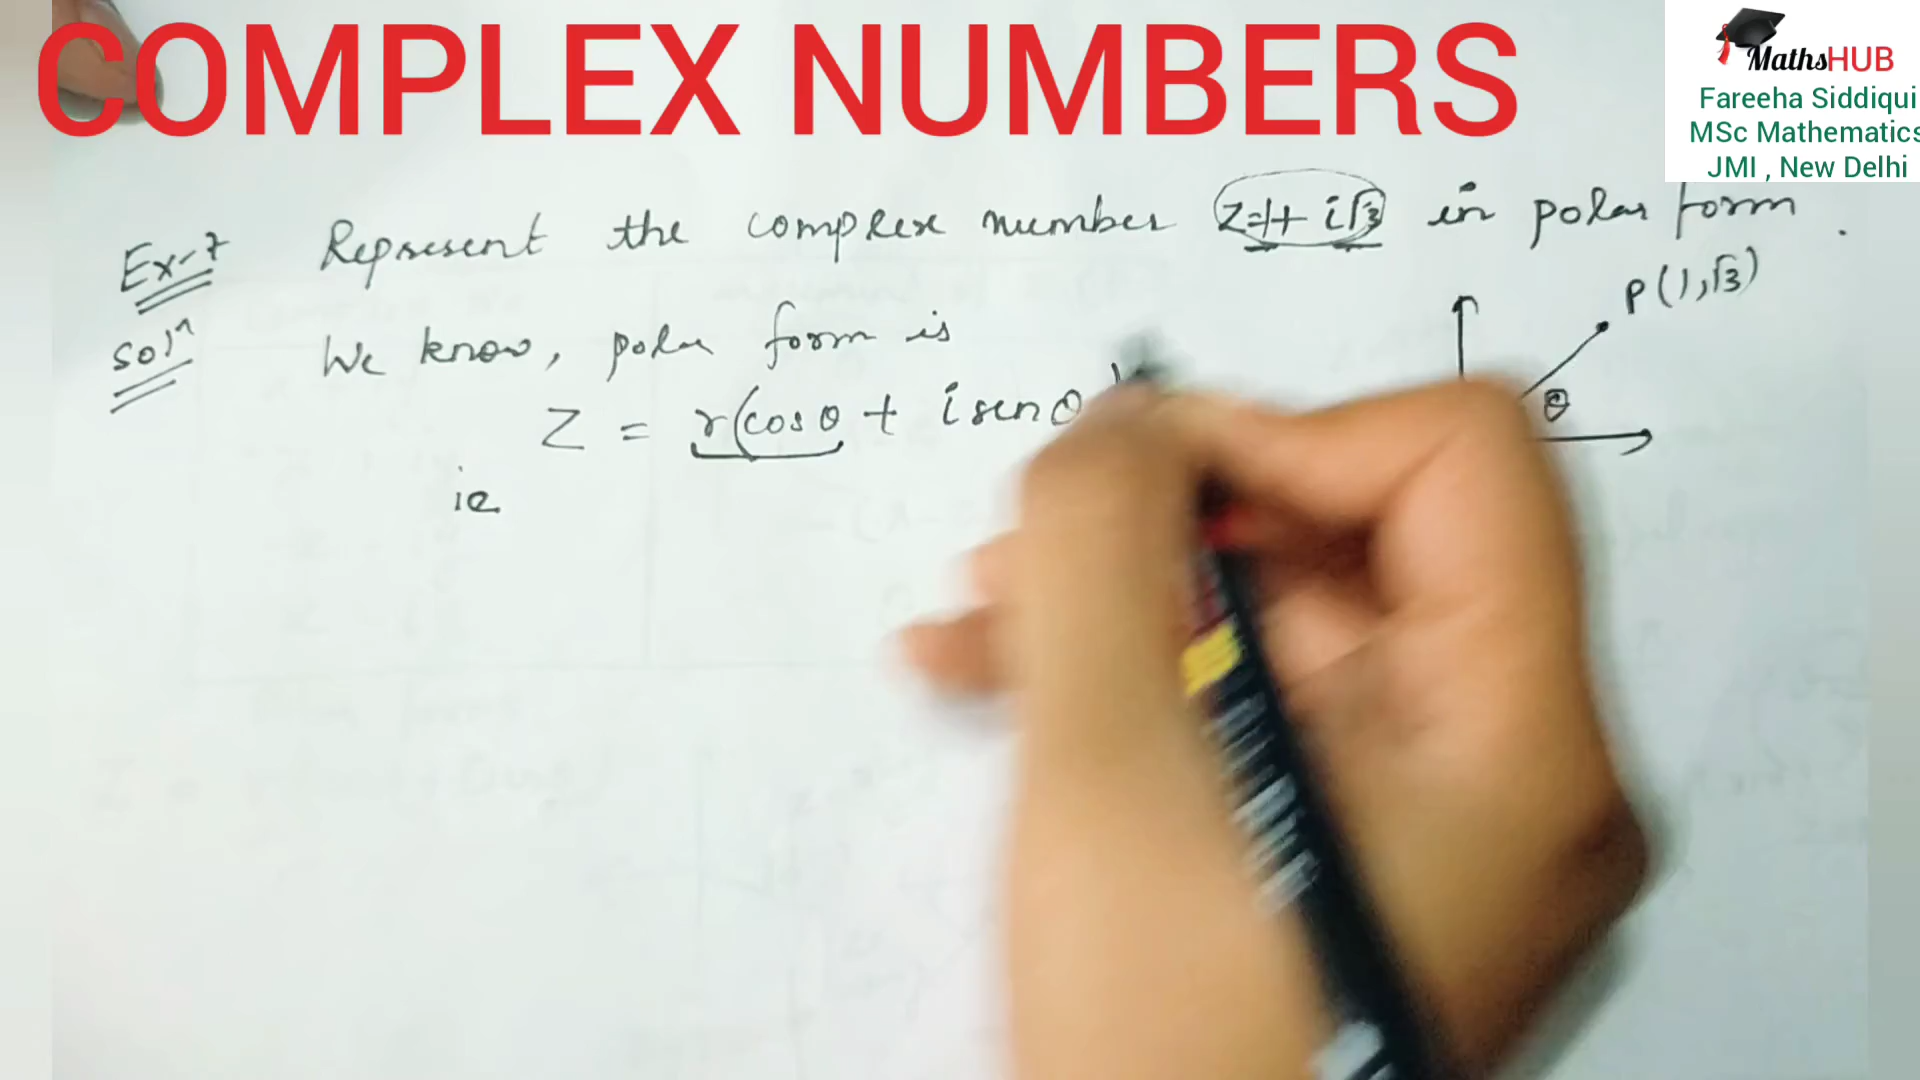 COMPLEX NUMBERS
MathsHUB
Fareeha Siddiqui
MSc Mathematics
JMI , New Delhi
Ex-7 Represent the complex number z=1+i√3 in polar form.
Solⁿ We know, polar form is
P(1,√3)
Z = r(cosθ + isinθ)
θ
ie